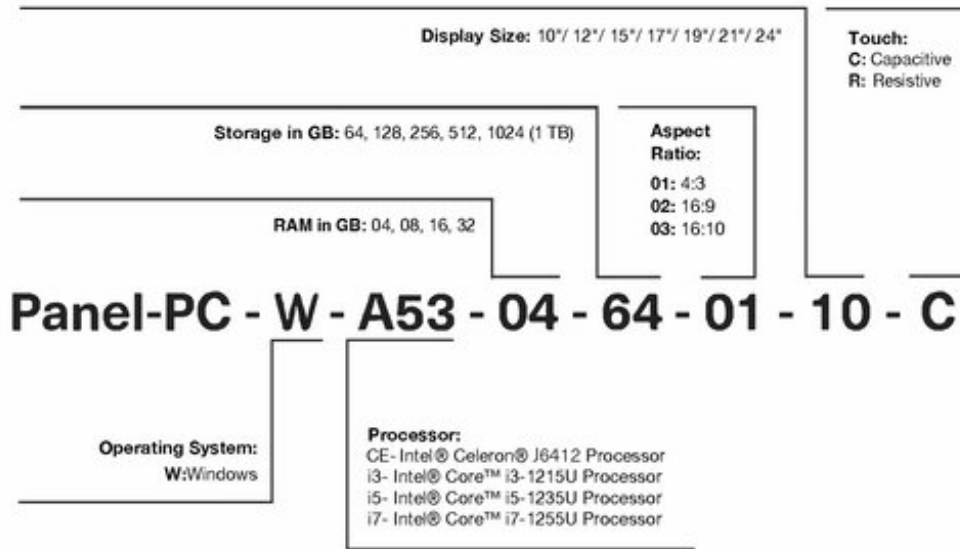 Display Size: 10"/ 12"/ 15"/ 17"/ 19"/ 21"/ 24"
Touch:
C: Capacitive
R: Resistive
Storage in GB: 64, 128, 256, 512, 1024 (1 TB)
Aspect
Ratio:
01: 4:3
02: 16:9
03: 16:10
RAM in GB: 04, 08, 16, 32
Panel-PC - W - A53 - 04 - 64 - 01 - 10 - C
Operating System:
W:Windows
Processor:
CE- Intel® Celeron® J6412 Processor
i3- Intel® Core™ i3-1215U Processor
i5- Intel® Core™ i5-1235U Processor
i7- Intel® Core™ i7-1255U Processor